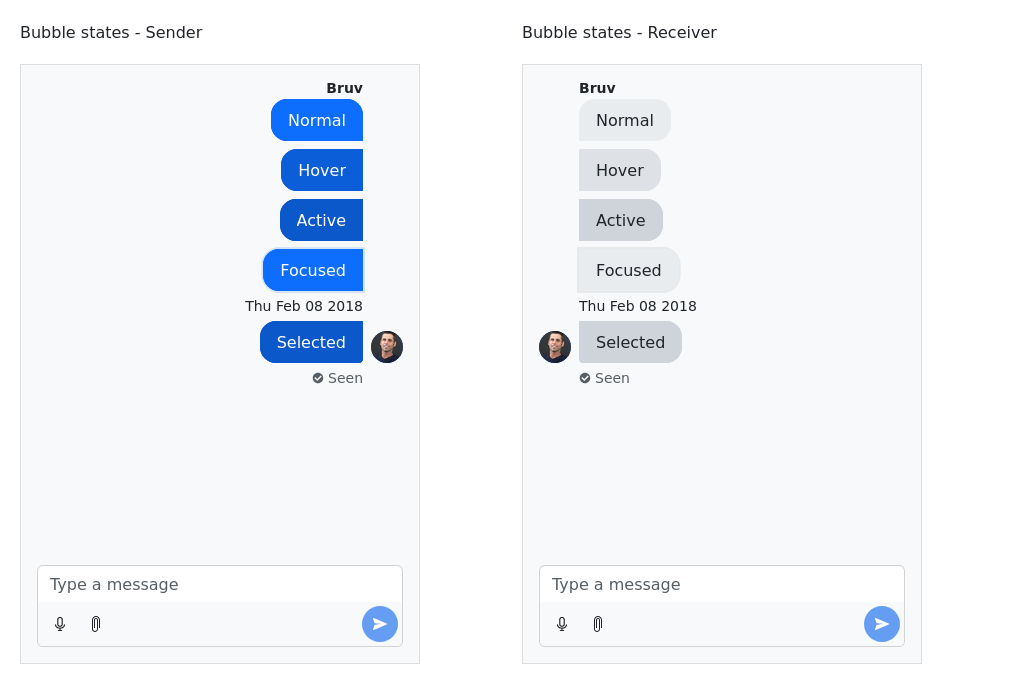 Bubble states - Sender
Bruv
Normal
Hover
Active
Focused
Thu Feb 08 2018
Selected
Seen
Type a message
Bubble states - Receiver
Bruv
Normal
Hover
Active
Focused
Thu Feb 08 2018
Selected
Seen
Type a message